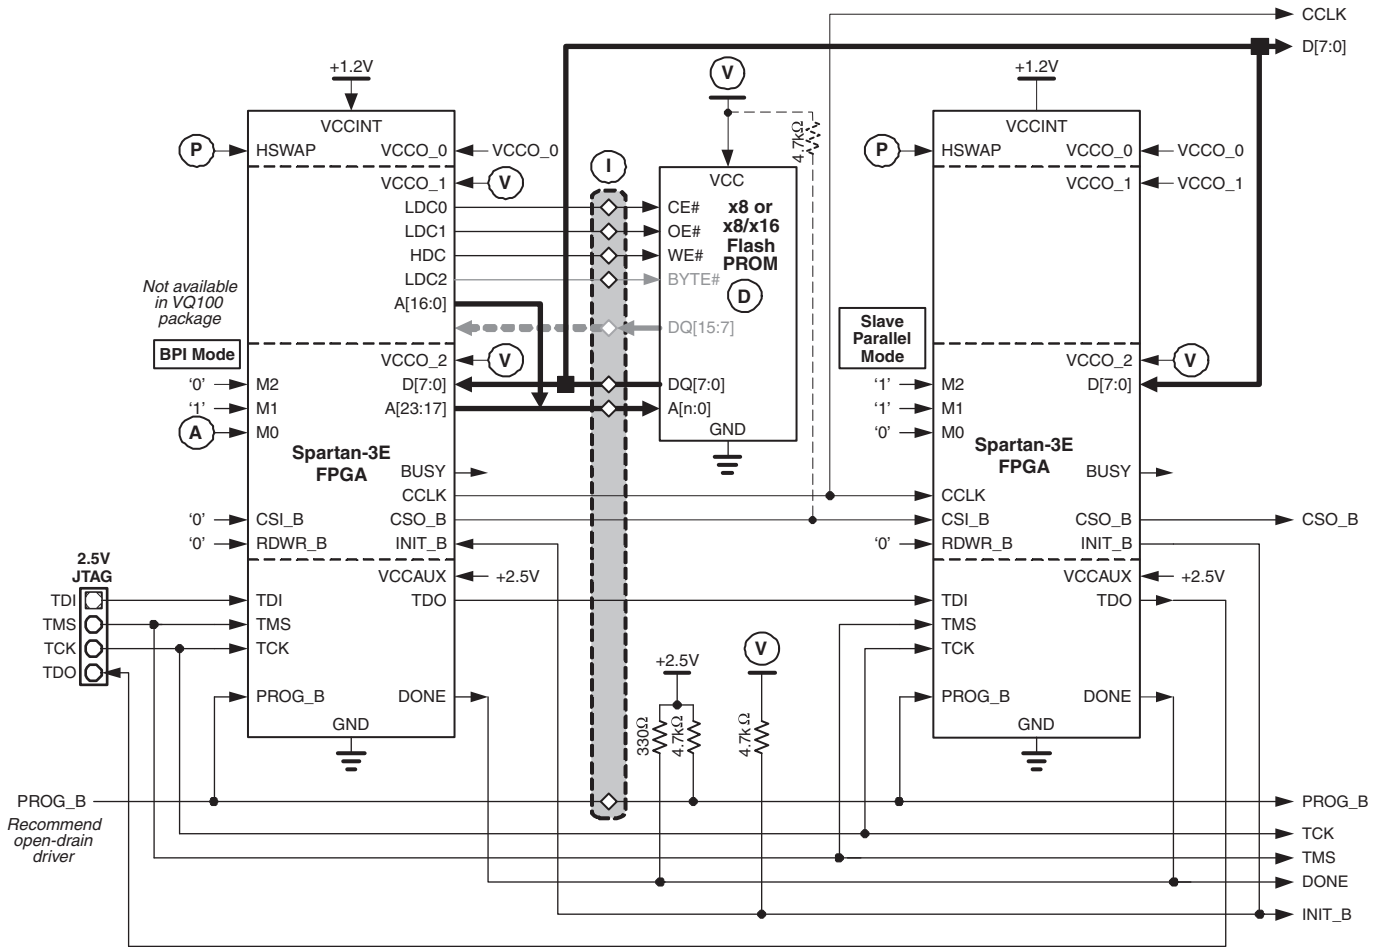 CCLK
D[7:0]
+1.2V
V
+1.2V
4.7kΩ
VCCINT
P
HSWAP
VCCO_0
VCCO_0
VCCO_1
V
LDC0
LDC1
HDC
LDC2
A[16:0]
Not available
in VQ100
package
BPI Mode
VCCO_2
V
'0'
M2
D[7:0]
'1'
M1
A[23:17]
A
M0
Spartan-3E
FPGA
BUSY
CCLK
'0'
CSI_B
CSO_B
'0'
RDWR_B
INIT_B
VCCAUX
+2.5V
2.5V
JTAG
TDI
TMS
TCK
TDO
TDI
TDO
TMS
TCK
PROG_B
DONE
GND
I
VCC
CE#
x8 or
x8/x16
Flash
PROM
OE#
WE#
BYTE#
D
DQ[15:7]
DQ[7:0]
A[n:0]
GND
VCCINT
P
HSWAP
VCCO_0
VCCO_0
VCCO_1
VCCO_1
Slave
Parallel
Mode
VCCO_2
V
'1'
M2
D[7:0]
'1'
M1
'0'
M0
Spartan-3E
FPGA
BUSY
CCLK
CSI_B
CSO_B
CSO_B
'0'
RDWR_B
INIT_B
VCCAUX
+2.5V
TDI
TDO
TMS
TCK
PROG_B
DONE
GND
+2.5V
V
330Ω
4.7kΩ
4.7kΩ
PROG_B
Recommend
open-drain
driver
PROG_B
TCK
TMS
DONE
INIT_B